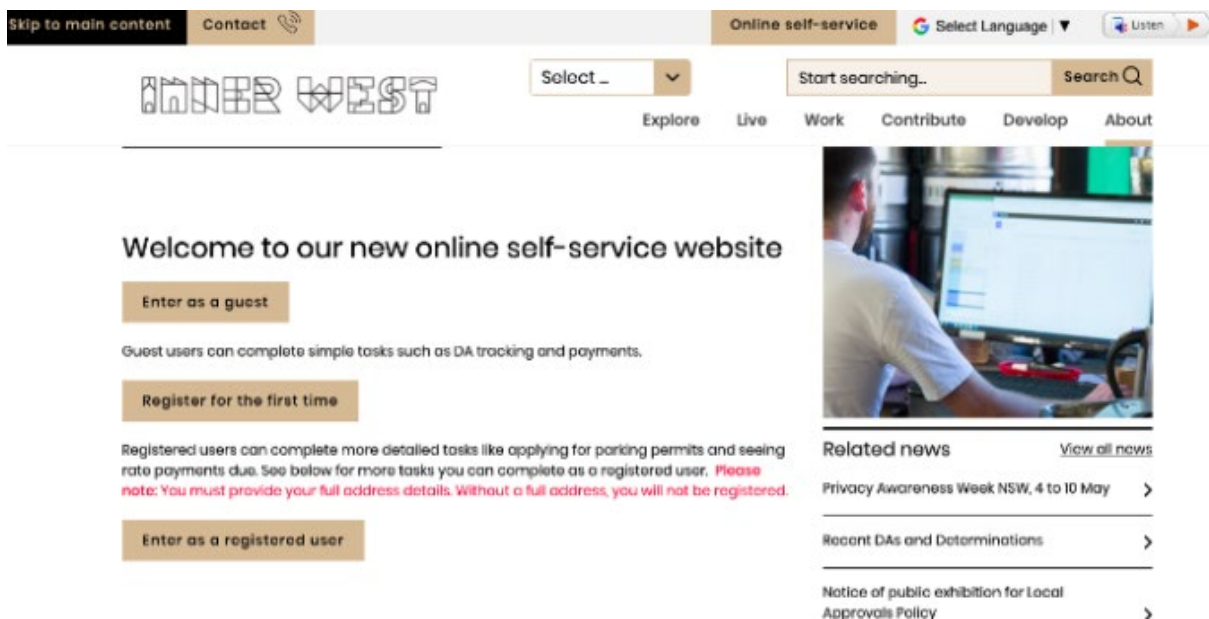 Skip to main content
Contact
Online self-service
Select Language
Listen
INNER WEST
Select ...
Start searching...
Search
Explore
Live
Work
Contribute
Develop
About
Welcome to our new online self-service website
Enter as a guest
Guest users can complete simple tasks such as DA tracking and payments.
Register for the first time
Registered users can complete more detailed tasks like applying for parking permits and seeing
rate payments due. See below for more tasks you can complete as a registered user. Please
note: You must provide your full address details. Without a full address, you will not be registered.
Enter as a registered user
Related news
View all news
Privacy Awareness Week NSW, 4 to 10 May
Recent DAs and Determinations
Notice of public exhibition for Local
Approvals Policy